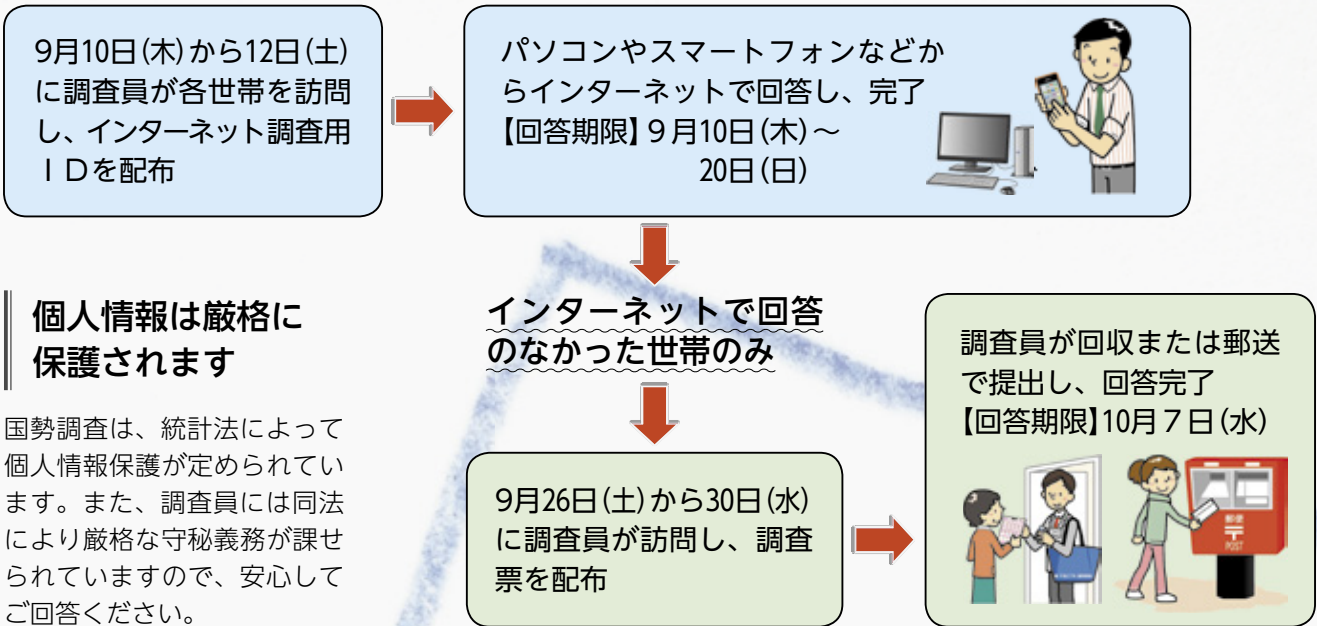 9月10日(木)から12日(土)
に調査員が各世帯を訪問
し、インターネット調査用
ＩＤを配布
パソコンやスマートフォンなどか
らインターネットで回答し、完了
【回答期限】９月10日(木)～
20日(日)
インターネットで回答
のなかった世帯のみ
9月26日(土)から30日(水)
に調査員が訪問し、調査
票を配布
調査員が回収または郵送
で提出し、回答完了
【回答期限】10月７日(水)
郵便
〒
POST
個人情報は厳格に
保護されます
国勢調査は、統計法によって
個人情報保護が定められてい
ます。また、調査員には同法
により厳格な守秘義務が課せ
られていますので、安心して
ご回答ください。